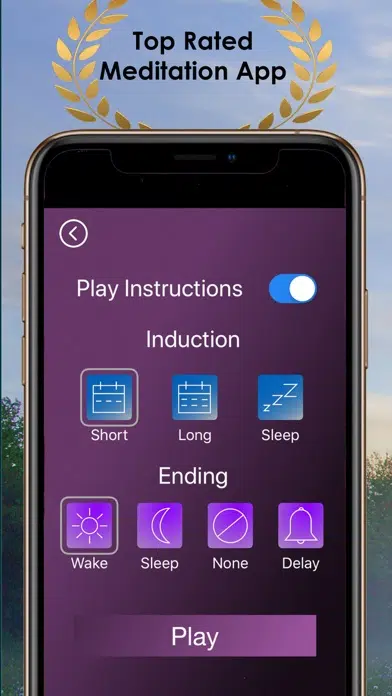 Top Rated
Meditation App
Play Instructions
Induction
Short Long Sleep
Ending
Wake Sleep None Delay
Play